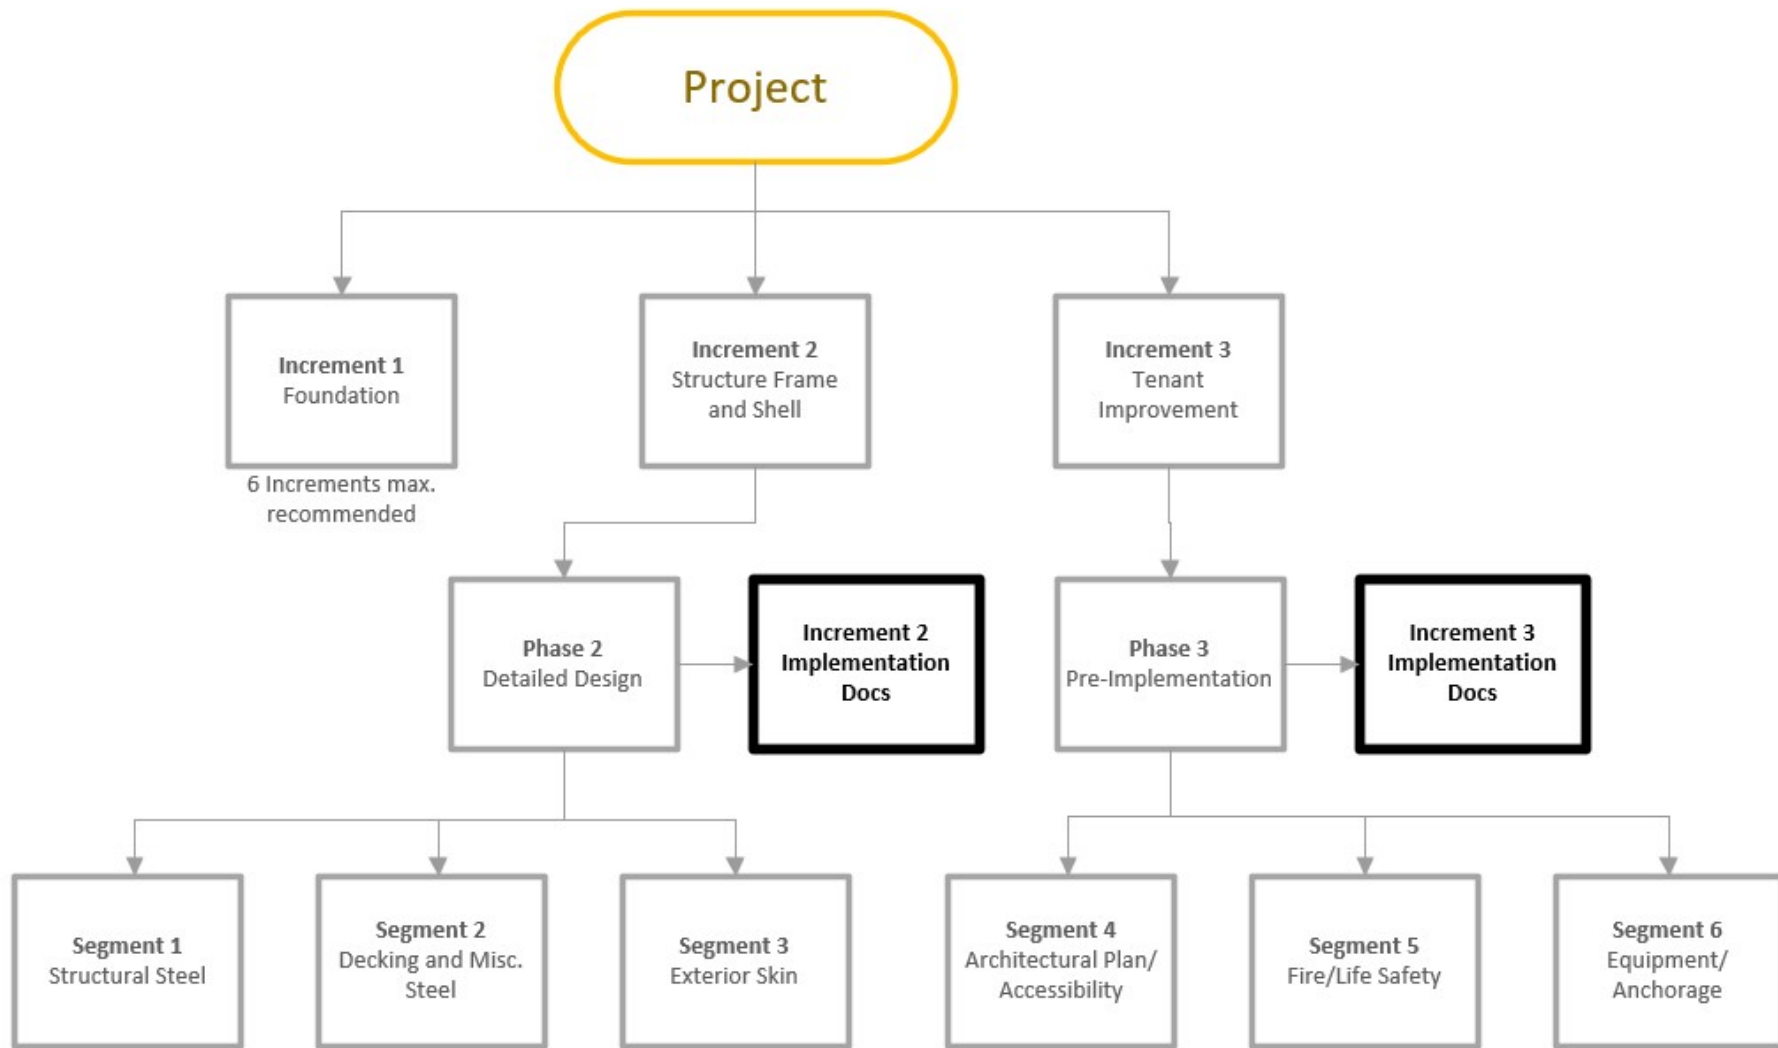 Project
Increment 1
Foundation
6 Increments max.
recommended
Increment 2
Structure Frame
and Shell
Increment 3
Tenant
Improvement
Phase 2
Detailed Design
Increment 2
Implementation
Docs
Phase 3
Pre-Implementation
Increment 3
Implementation
Docs
Segment 1
Structural Steel
Segment 2
Decking and Misc.
Steel
Segment 3
Exterior Skin
Segment 4
Architectural Plan/
Accessibility
Segment 5
Fire/Life Safety
Segment 6
Equipment/
Anchorage